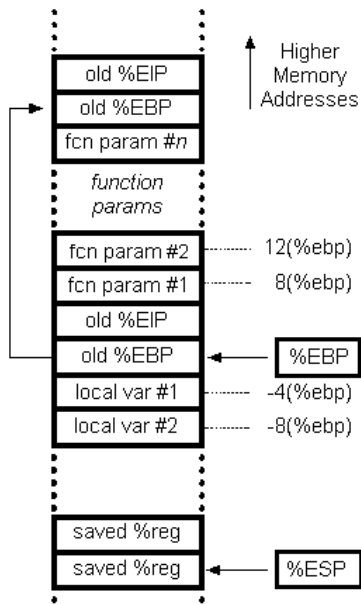 Higher
Memory
Addresses
old %EIP
old %EBP
fcn param #n
function
params
fcn param #2 12(%ebp)
fcn param #1 8(%ebp)
old %EIP
old %EBP %EBP
local var #1 -4(%ebp)
local var #2 -8(%ebp)
saved %reg
saved %reg %ESP